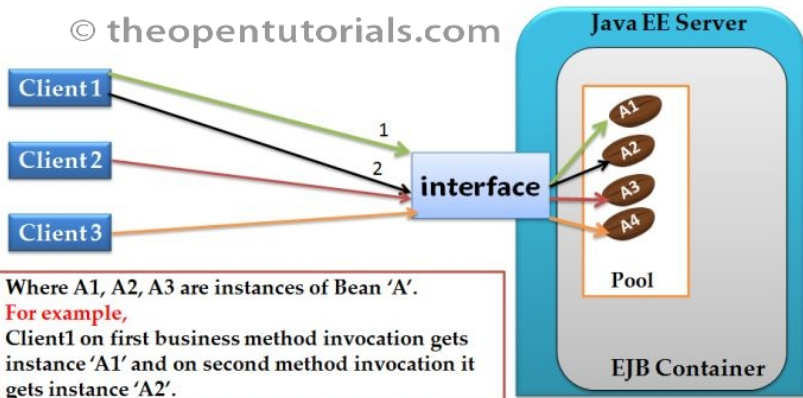 © theopentutorials.com
Java EE Server
Client1
Client2
Client3
1
2
interface
A1
A2
A3
A4
Pool
EJB Container
Where A1, A2, A3 are instances of Bean ‘A’.
For example,
Client1 on first business method invocation gets
instance ‘A1’ and on second method invocation it
gets instance ‘A2’.